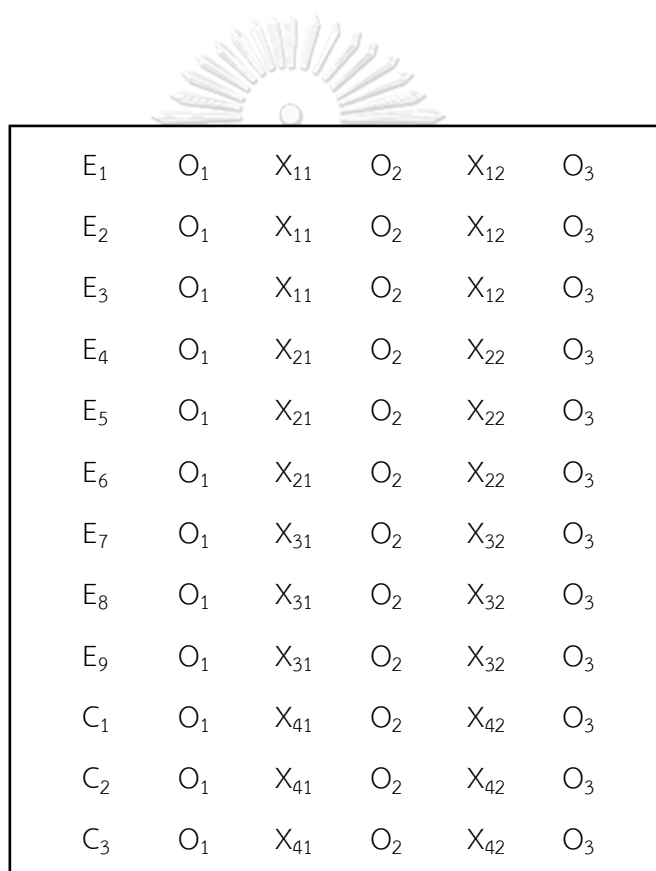 E₁ O₁ X₁₁ O₂ X₁₂ O₃
E₂ O₁ X₁₁ O₂ X₁₂ O₃
E₃ O₁ X₁₁ O₂ X₁₂ O₃
E₄ O₁ X₂₁ O₂ X₂₂ O₃
E₅ O₁ X₂₁ O₂ X₂₂ O₃
E₆ O₁ X₂₁ O₂ X₂₂ O₃
E₇ O₁ X₃₁ O₂ X₃₂ O₃
E₈ O₁ X₃₁ O₂ X₃₂ O₃
E₉ O₁ X₃₁ O₂ X₃₂ O₃
C₁ O₁ X₄₁ O₂ X₄₂ O₃
C₂ O₁ X₄₁ O₂ X₄₂ O₃
C₃ O₁ X₄₁ O₂ X₄₂ O₃